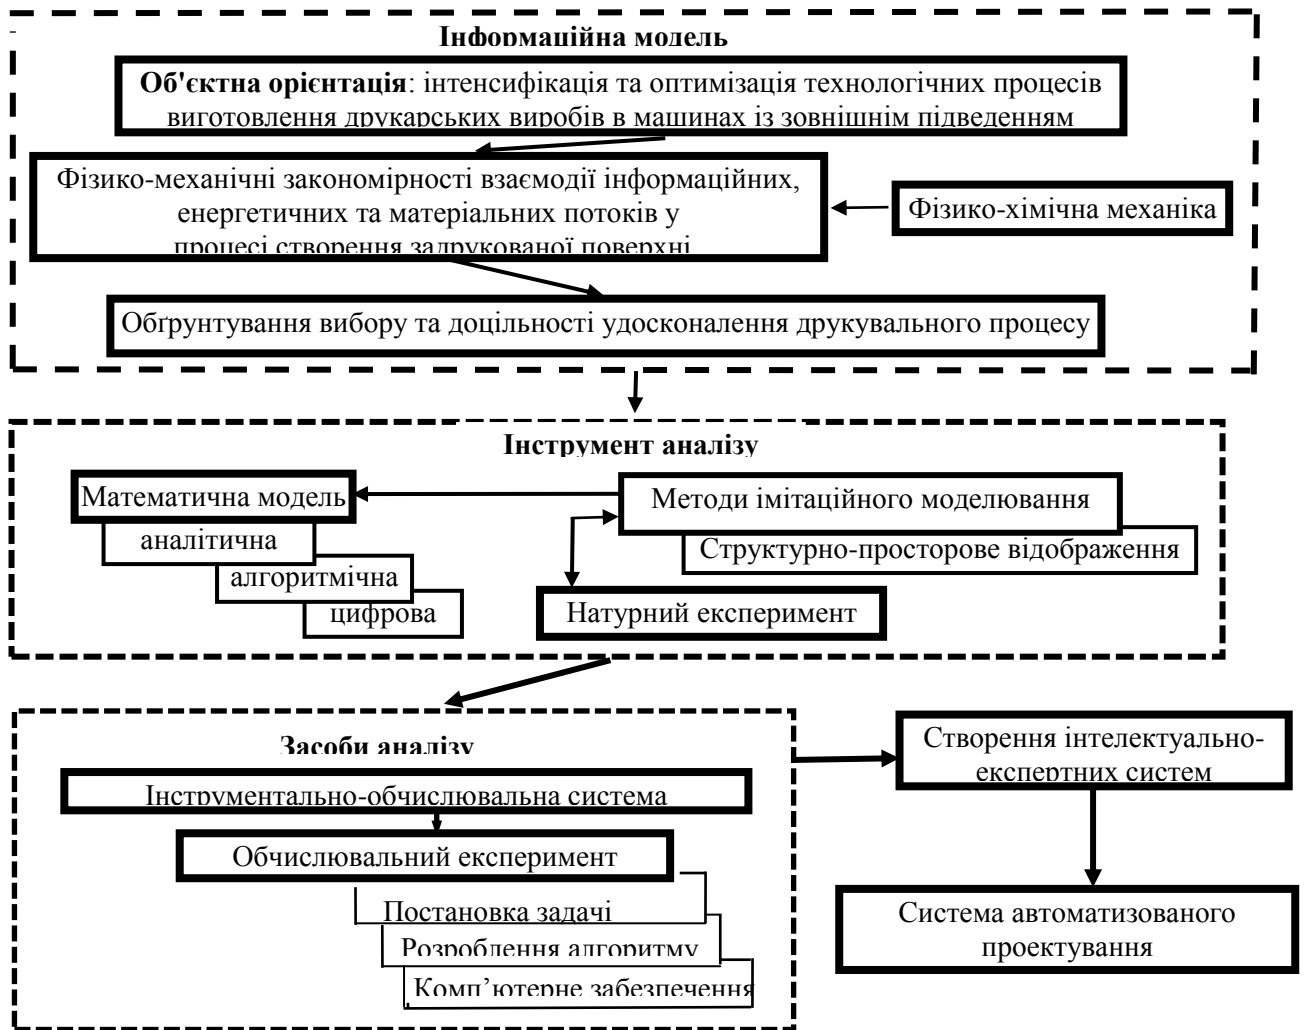 Інформаційна модель
Об'єктна орієнтація: інтенсифікація та оптимізація технологічних процесів
виготовлення друкарських виробів в машинах із зовнішнім підведенням
Фізико-механічні закономірності взаємодії інформаційних,
енергетичних та матеріальних потоків у
процесі створення задрукованої поверхні
Фізико-хімічна механіка
Обґрунтування вибору та доцільності удосконалення друкувального процесу
Інструмент аналізу
Математична модель
аналітична
алгоритмічна
цифрова
Методи імітаційного моделювання
Структурно-просторове відображення
Натурний експеримент
Засоби аналізу
Інструментально-обчислювальна система
Обчислювальний експеримент
Постановка задачі
Розроблення алгоритму
Комп’ютерне забезпечення
Створення інтелектуально-
експертних систем
Система автоматизованого
проектування